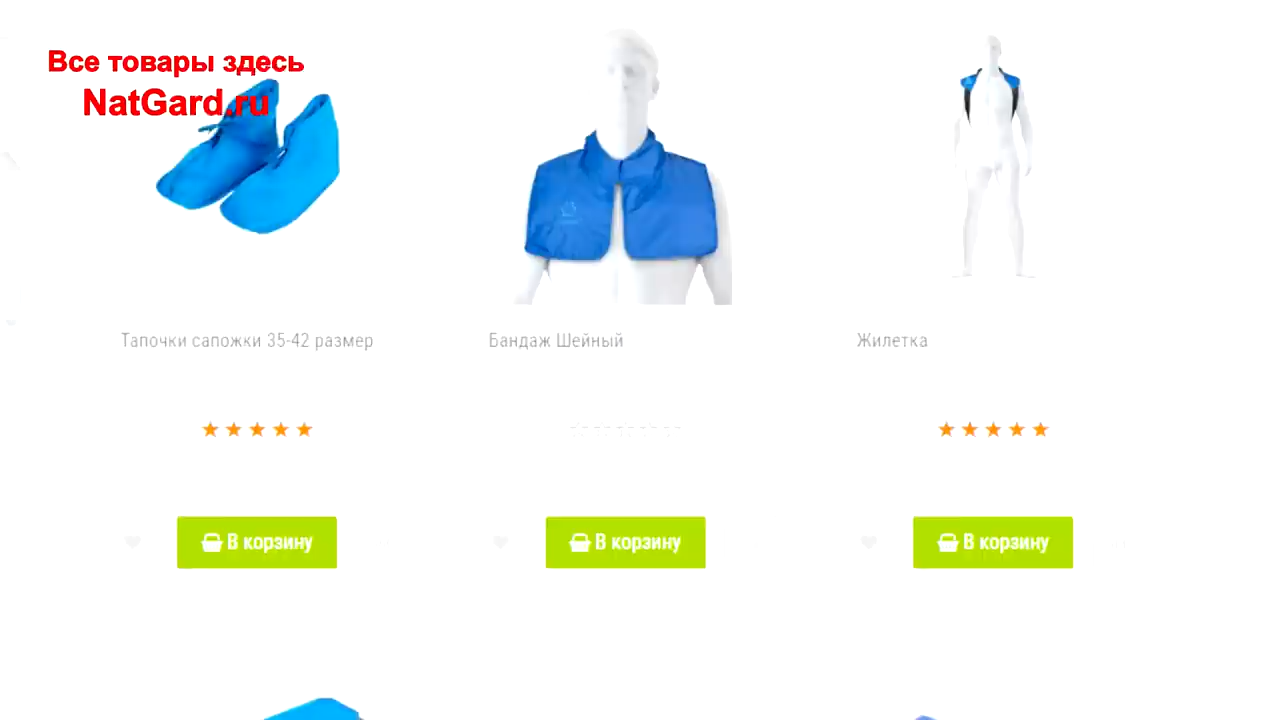 Все товары здесь
NatGard.ru
Тапочки сапожки 35-42 размер
Бандаж Шейный
Жилетка
В корзину
В корзину
В корзину